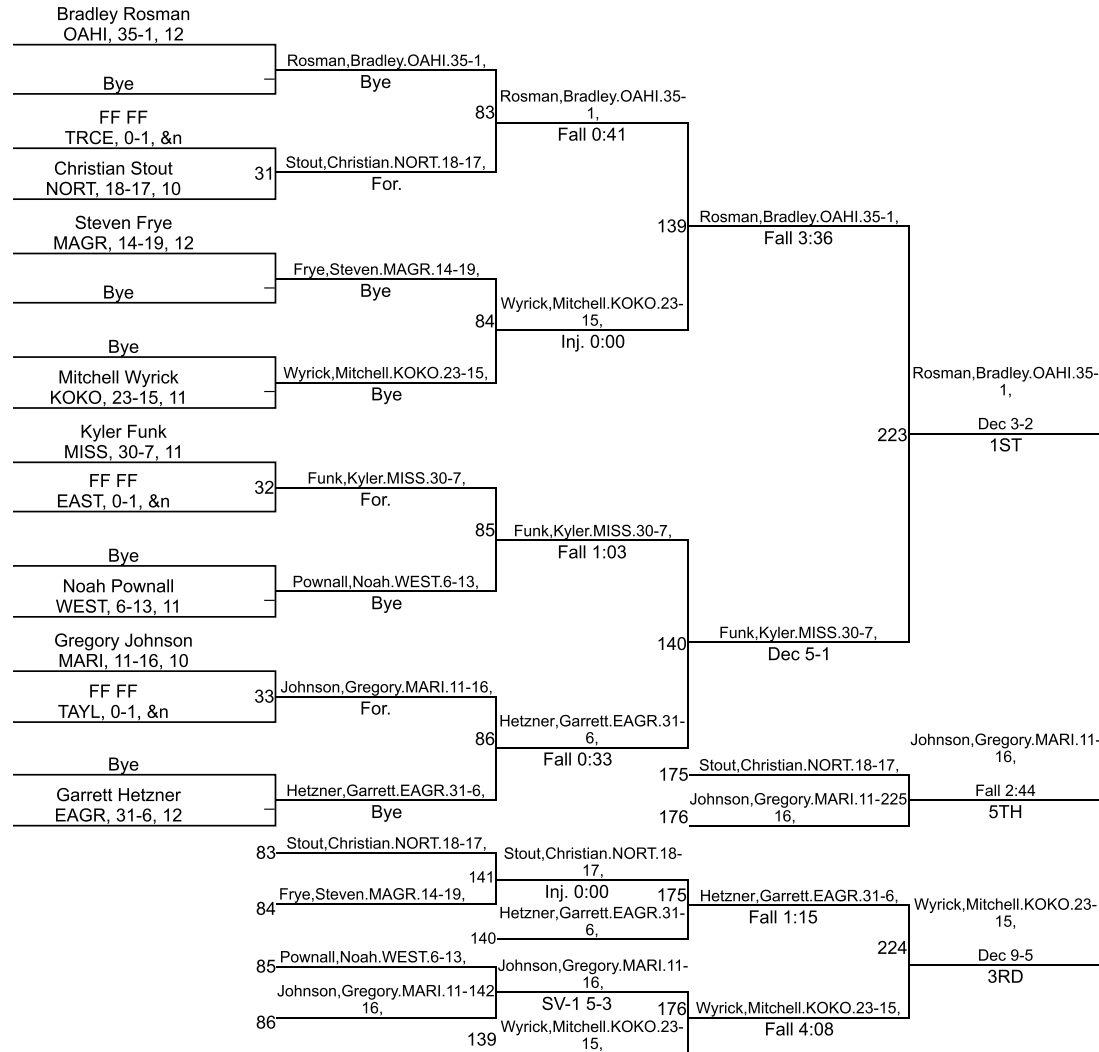 Bradley Rosman
OAHI, 35-1, 12
Rosman,Bradley.OAHI.35-1,
Bye
Bye
Rosman,Bradley.OAHI.35-
1,
83
FF FF
TRCE, 0-1, &n
Fall 0:41
Christian Stout
NORT, 18-17, 10
31
Stout,Christian.NORT.18-17,
For.
Steven Frye
MAGR, 14-19, 12
139
Rosman,Bradley.OAHI.35-1,
Fall 3:36
Frye,Steven.MAGR.14-19,
Bye
Bye
Wyrick,Mitchell.KOKO.23-
15,
84
Inj. 0:00
Bye
Mitchell Wyrick
KOKO, 23-15, 11
Wyrick,Mitchell.KOKO.23-15,
Bye
Rosman,Bradley.OAHI.35-
1,
Dec 3-2
223
1ST
Kyler Funk
MISS, 30-7, 11
FF FF
EAST, 0-1, &n
32
Funk,Kyler.MISS.30-7,
For.
85
Funk,Kyler.MISS.30-7,
Fall 1:03
Bye
Noah Pownall
WEST, 6-13, 11
Pownall,Noah.WEST.6-13,
Bye
Gregory Johnson
MARI, 11-16, 10
140
Funk,Kyler.MISS.30-7,
Dec 5-1
FF FF
TAYL, 0-1, &n
33
Johnson,Gregory.MARI.11-16,
For.
86
Hetzner,Garrett.EAGR.31-
6,
Fall 0:33
Bye
Garrett Hetzner
EAGR, 31-6, 12
Hetzner,Garrett.EAGR.31-6,
Bye
175
Stout,Christian.NORT.18-17,
Johnson,Gregory.MARI.11-
16,
Fall 2:44
5TH
176
Johnson,Gregory.MARI.11-225
16,
83
Stout,Christian.NORT.18-17,
141
Stout,Christian.NORT.18-
17,
Inj. 0:00
84
Frye,Steven.MAGR.14-19,
175
Hetzner,Garrett.EAGR.31-6,
Fall 1:15
140
Hetzner,Garrett.EAGR.31-
6,
Wyrick,Mitchell.KOKO.23-
15,
224
Dec 9-5
3RD
85
Pownall,Noah.WEST.6-13,
Johnson,Gregory.MARI.11-
16,
SV-1 5-3
86
Johnson,Gregory.MARI.11-142
16,
176
Wyrick,Mitchell.KOKO.23-15,
Fall 4:08
139
Wyrick,Mitchell.KOKO.23-
15,